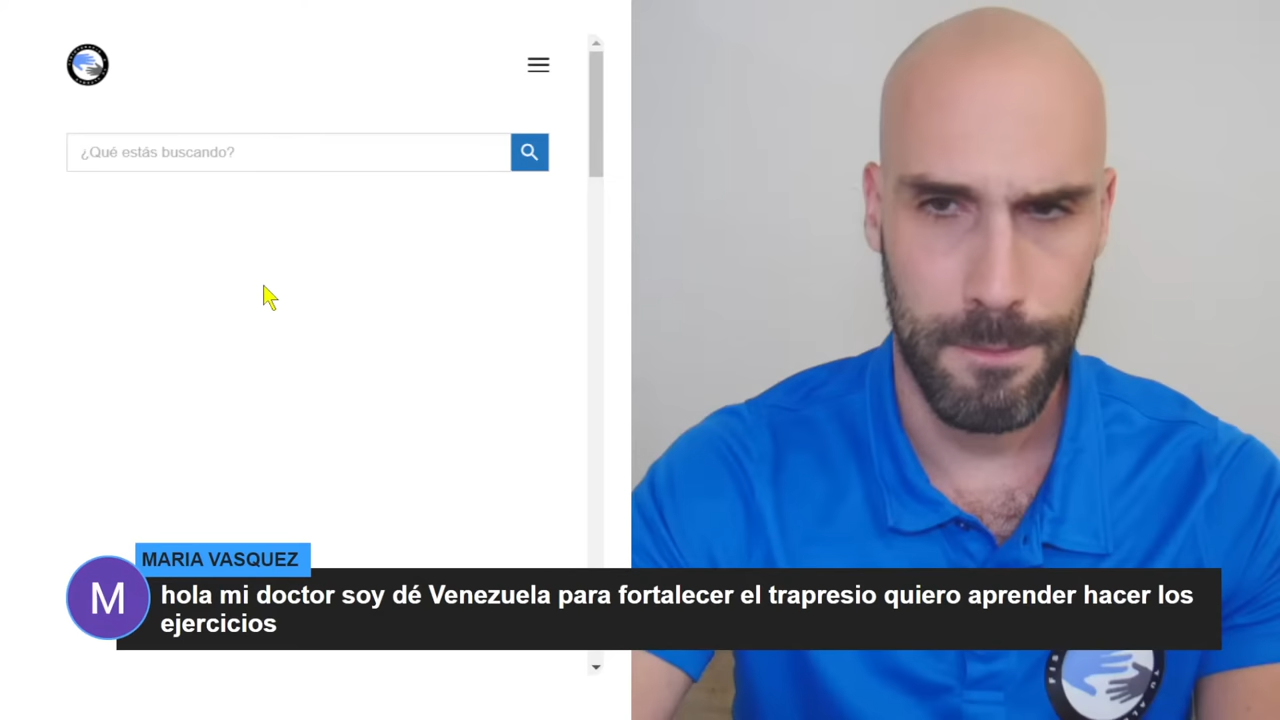 ¿Qué estás buscando?
MARIA VASQUEZ
M
hola mi doctor soy dé Venezuela para fortalecer el trapresio quiero aprender hacer los
ejercicios